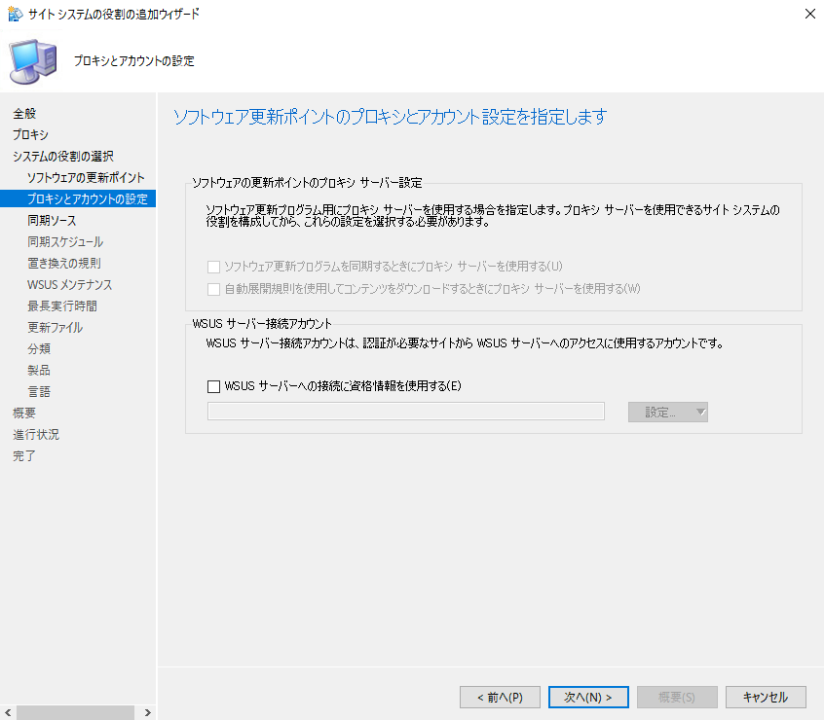 サイト システムの役割の追加ウィザード
プロキシとアカウントの設定
全般
プロキシ
システムの役割の選択
ソフトウェアの更新ポイント
プロキシとアカウントの設定
同期ソース
同期スケジュール
置き換えの規則
WSUS メンテナンス
最長実行時間
更新ファイル
分類
製品
言語
概要
進行状況
完了
ソフトウェア更新ポイントのプロキシとアカウント設定を指定します
ソフトウェアの更新ポイントのプロキシ サーバー設定
ソフトウェア更新プログラム用にプロキシ サーバーを使用する場合を指定します。プロキシ サーバーを使用できるサイト システムの
役割を構成してから、これらの設定を選択する必要があります。
ソフトウェア更新プログラムを同期するときにプロキシ サーバーを使用する(U)
自動展開規則を使用してコンテンツをダウンロードするときにプロキシ サーバーを使用する(W)
WSUS サーバー接続アカウント
WSUS サーバー接続アカウントは、認証が必要なサイトから WSUS サーバーへのアクセスに使用するアカウントです。
WSUS サーバーへの接続に資格情報を使用する(E)
設定...
< 前へ(P)
次へ(N) >
概要(S)
キャンセル